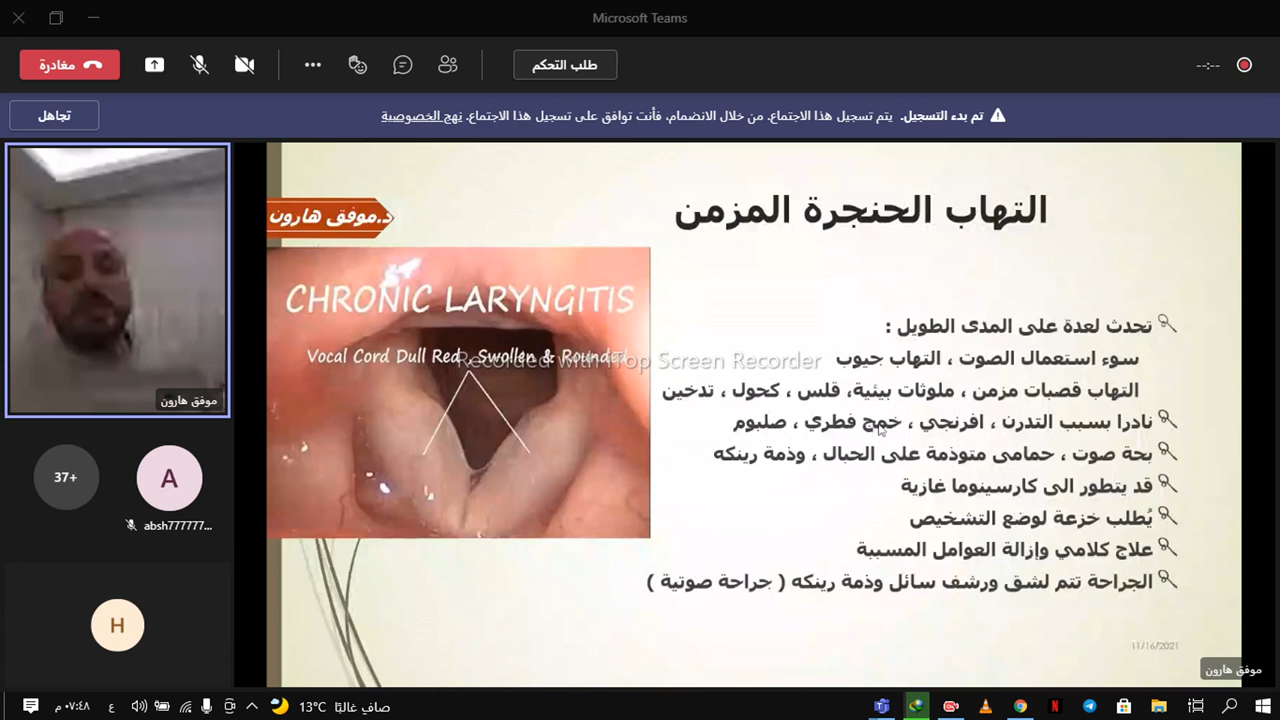 Microsoft Teams
مغادرة
طلب التحكم
--:--
تم بدء التسجيل. يتم تسجيل هذا الاجتماع. من خلال الانضمام، فأنت توافق على تسجيل هذا الاجتماع. نهج الخصوصية
تجاهل
التهاب الحنجرة المزمن
د.موفق هارون
CHRONIC LARYNGITIS
Vocal Cord Dull Red, Swollen & Rounded
Recorded with iTop Screen Recorder
تحدث لعدة على المدى الطويل :
سوء استعمال الصوت ، التهاب جيوب
التهاب قصبات مزمن ، ملوثات بيئية، قلس ، كحول ، تدخين
نادرا بسبب التدرن ، افرنجي ، خمج فطري ، صلبوم
بحة صوت ، حمامى متوذمة على الحبال ، وذمة رينكه
قد يتطور الى كارسينوما غازية
يُطلب خزعة لوضع التشخيص
علاج كلامي وإزالة العوامل المسببة
الجراحة تتم لشق ورشف سائل وذمة رينكه ( جراحة صوتية )
11/16/2021
موفق هارون
موفق هارون
37+
A
absh777777...
H
صافٍ غالبًا 13°C
ع
٠٧:٤٨ م